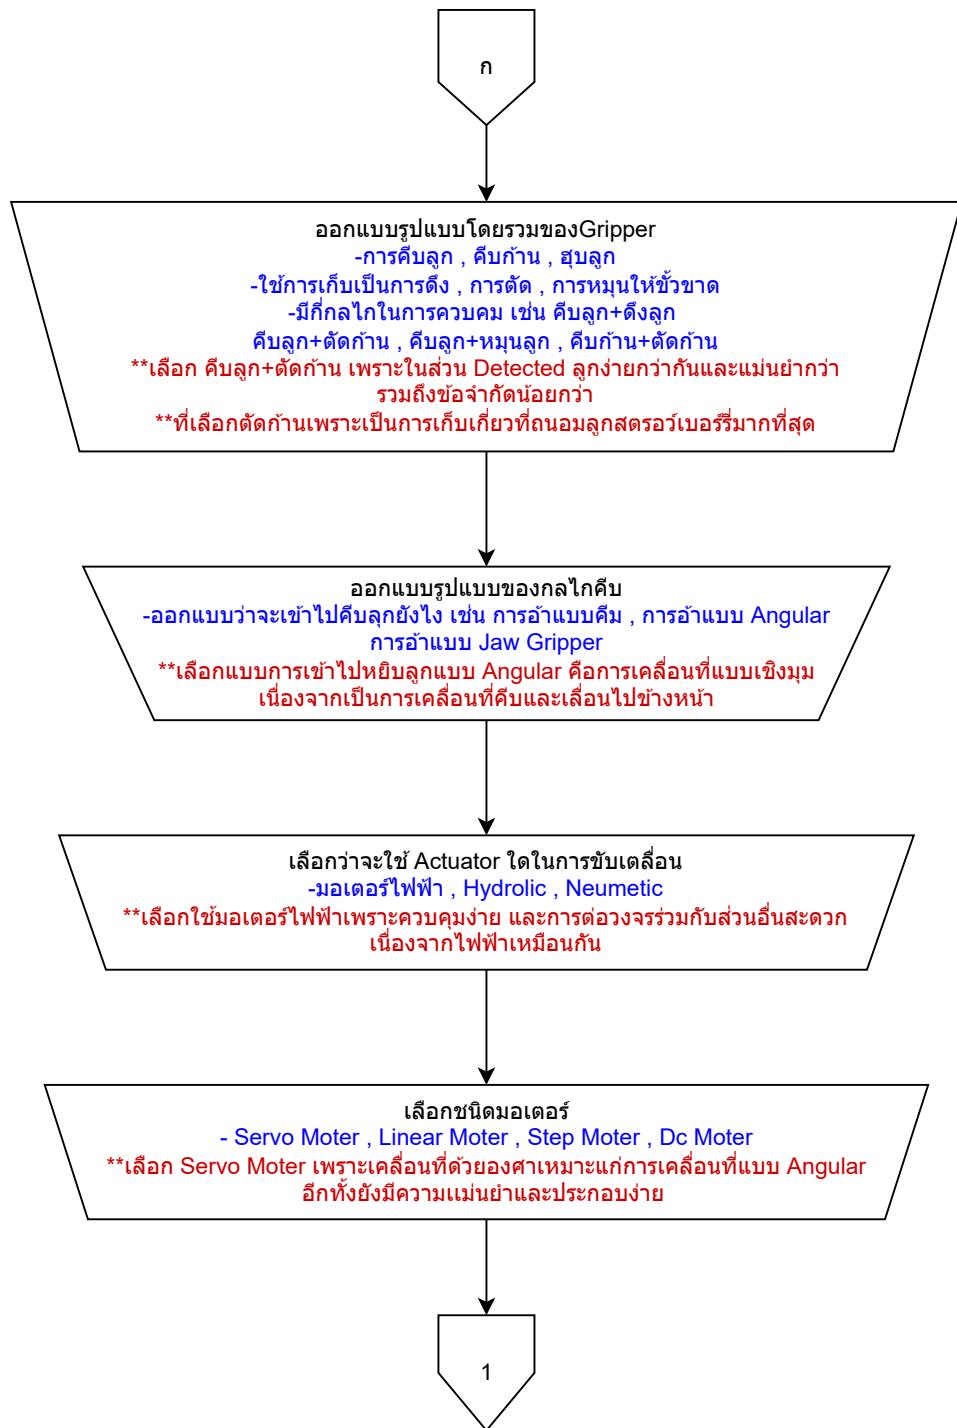 ก
ออกแบบรูปแบบโดยรวมของGripper
-การคีบลูก , คีบก้าน , ฮุบลูก
-ใช้การเก็บเป็นการดึง , การตัด , การหมุนให้ขั้วขาด
-มีกี่กลไกในการควบคม เช่น คีบลูก+ดึงลูก
คีบลูก+ตัดก้าน , คีบลูก+หมุนลูก , คีบก้าน+ตัดก้าน
**เลือก คีบลูก+ตัดก้าน เพราะในส่วน Detected ลูกง่ายกว่ากันและแม่นยำกว่า
รวมถึงข้อจำกัดน้อยกว่า
**ที่เลือกตัดก้านเพราะเป็นการเก็บเกี่ยวที่ถนอมลูกสตรอว์เบอร์รี่มากที่สุด
ออกแบบรูปแบบของกลไกคีบ
-ออกแบบว่าจะเข้าไปคีบลุกยังไง เช่น การอ้าแบบคีม , การอ้าแบบ Angular
การอ้าแบบ Jaw Gripper
**เลือกแบบการเข้าไปหยิบลูกแบบ Angular คือการเคลื่อนที่แบบเชิงมุม
เนื่องจากเป็นการเคลื่อนที่คีบและเลื่อนไปข้างหน้า
เลือกว่าจะใช้ Actuator ใดในการขับเตลื่อน
-มอเตอร์ไฟฟ้า , Hydrolic , Neumetic
**เลือกใช้มอเตอร์ไฟฟ้าเพราะควบคุมง่าย และการต่อวงจรร่วมกับส่วนอื่นสะดวก
เนื่องจากไฟฟ้าเหมือนกัน
เลือกชนิดมอเตอร์
- Servo Moter , Linear Moter , Step Moter , Dc Moter
**เลือก Servo Moter เพราะเคลื่อนที่ด้วยองศาเหมาะแก่การเคลื่อนที่แบบ Angular
อีกทั้งยังมีความเเม่นยำและประกอบง่าย
1